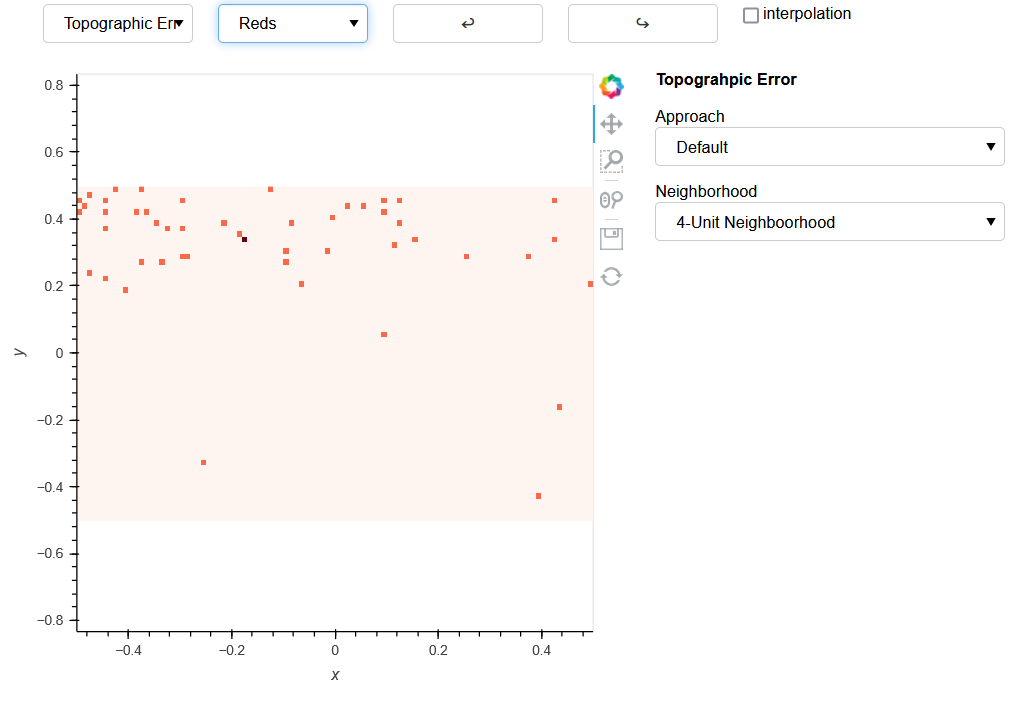 Topographic Err
Reds
↩
↪
interpolation
Topograhpic Error
Approach
Default
Neighborhood
4-Unit Neighboorhood
0.8
0.6
0.4
0.2
0
−0.2
−0.4
−0.6
−0.8
y
−0.4
−0.2
0
0.2
0.4
x